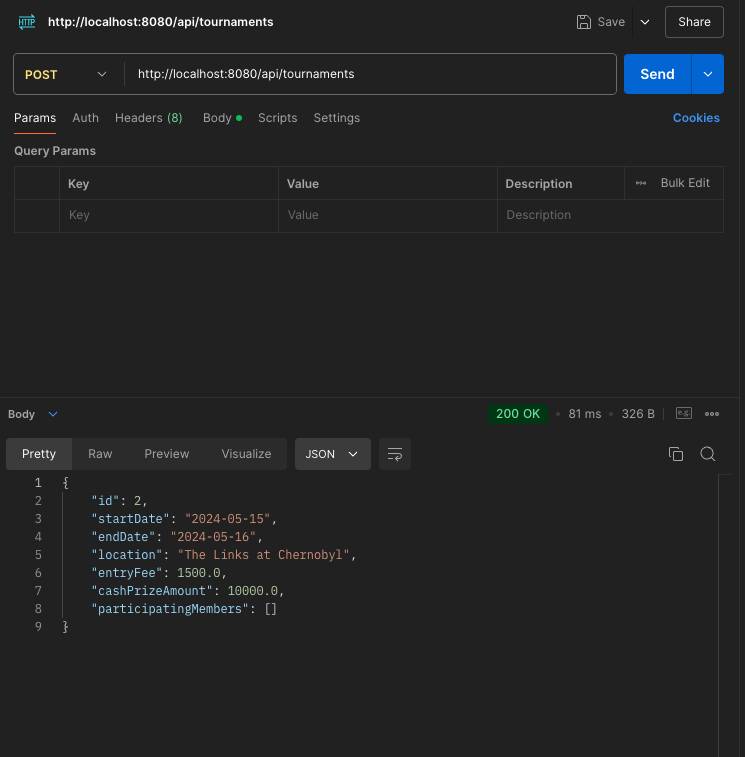 HTTP http://localhost:8080/api/tournaments Save Share
POST http://localhost:8080/api/tournaments Send
Params Auth Headers (8) Body Scripts Settings Cookies
Query Params
Key Value Description Bulk Edit
Key Value Description
Body 200 OK 81 ms 326 B e.g.
Pretty Raw Preview Visualize JSON
1 {
2 "id": 2,
3 "startDate": "2024-05-15",
4 "endDate": "2024-05-16",
5 "location": "The Links at Chernobyl",
6 "entryFee": 1500.0,
7 "cashPrizeAmount": 10000.0,
8 "participatingMembers": []
9 }